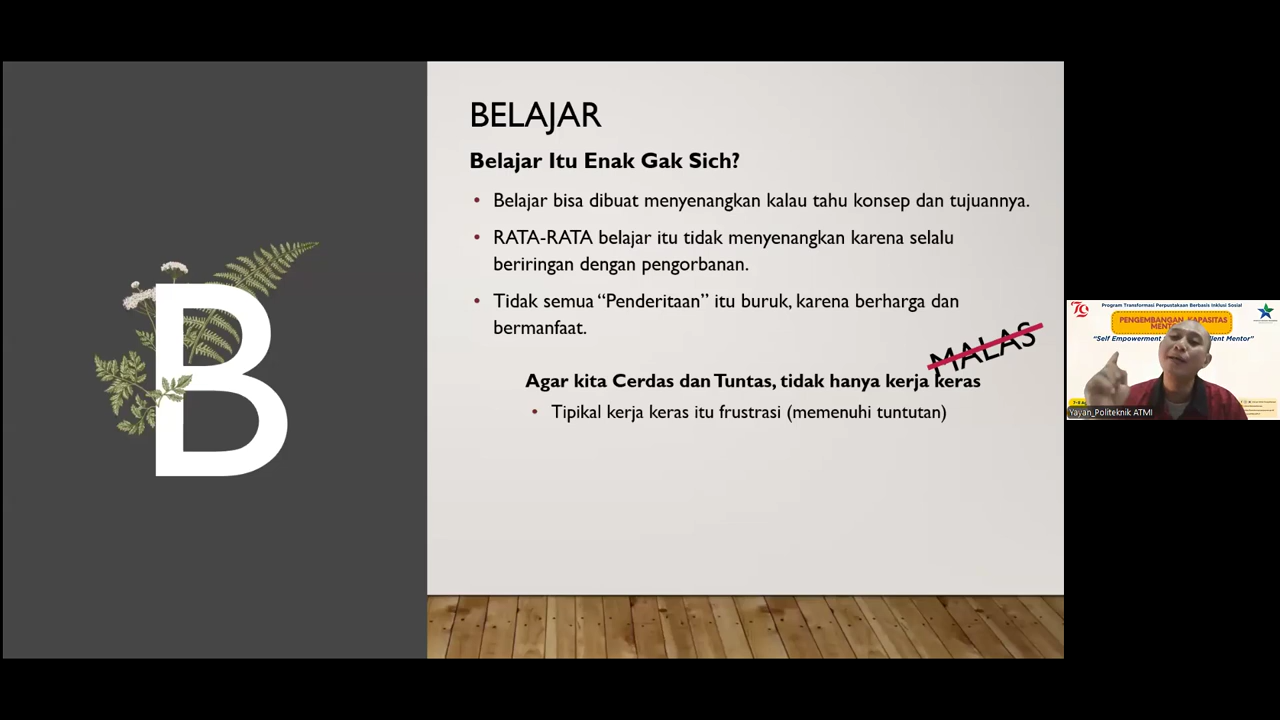 BELAJAR
Belajar Itu Enak Gak Sich?
• Belajar bisa dibuat menyenangkan kalau tahu konsep dan tujuannya.
• RATA-RATA belajar itu tidak menyenangkan karena selalu
beriringan dengan pengorbanan.
• Tidak semua “Penderitaan” itu buruk, karena berharga dan
bermanfaat.
MALAS
Agar kita Cerdas dan Tuntas, tidak hanya kerja keras
• Tipikal kerja keras itu frustrasi (memenuhi tuntutan)
B
Program Transformasi Perpustakaan Berbasis Inklusi Sosial
PENGEMBANGAN KAPASITAS
“Self Empowerment
Mentor”
Yayan_Politeknik ATMI